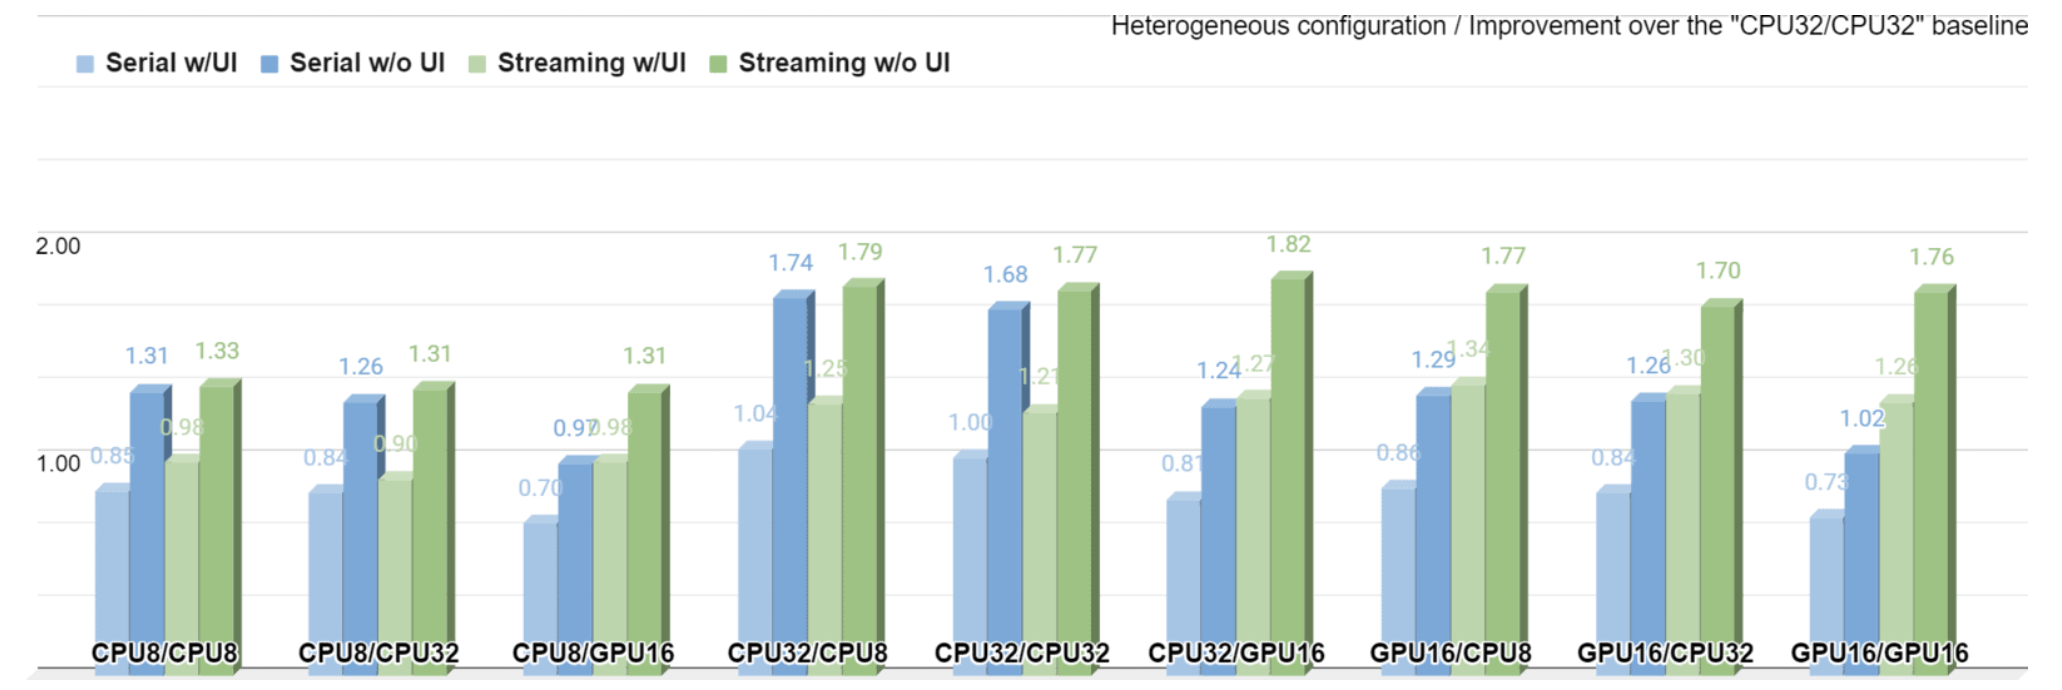 Heterogeneous configuration / Improvement over the "CPU32/CPU32" baseline
Serial w/UI Serial w/o UI Streaming w/UI Streaming w/o UI
2.00
1.00
0.85 1.31 0.98 1.33
0.84 1.26 0.90 1.31
0.70 0.97 0.98 1.31
1.04 1.74 1.25 1.79
1.00 1.68 1.21 1.77
0.81 1.24 1.27 1.82
0.86 1.29 1.34 1.77
0.84 1.26 1.30 1.70
0.73 1.02 1.26 1.76
CPU8/CPU8 CPU8/CPU32 CPU8/GPU16 CPU32/CPU8 CPU32/CPU32 CPU32/GPU16 GPU16/CPU8 GPU16/CPU32 GPU16/GPU16